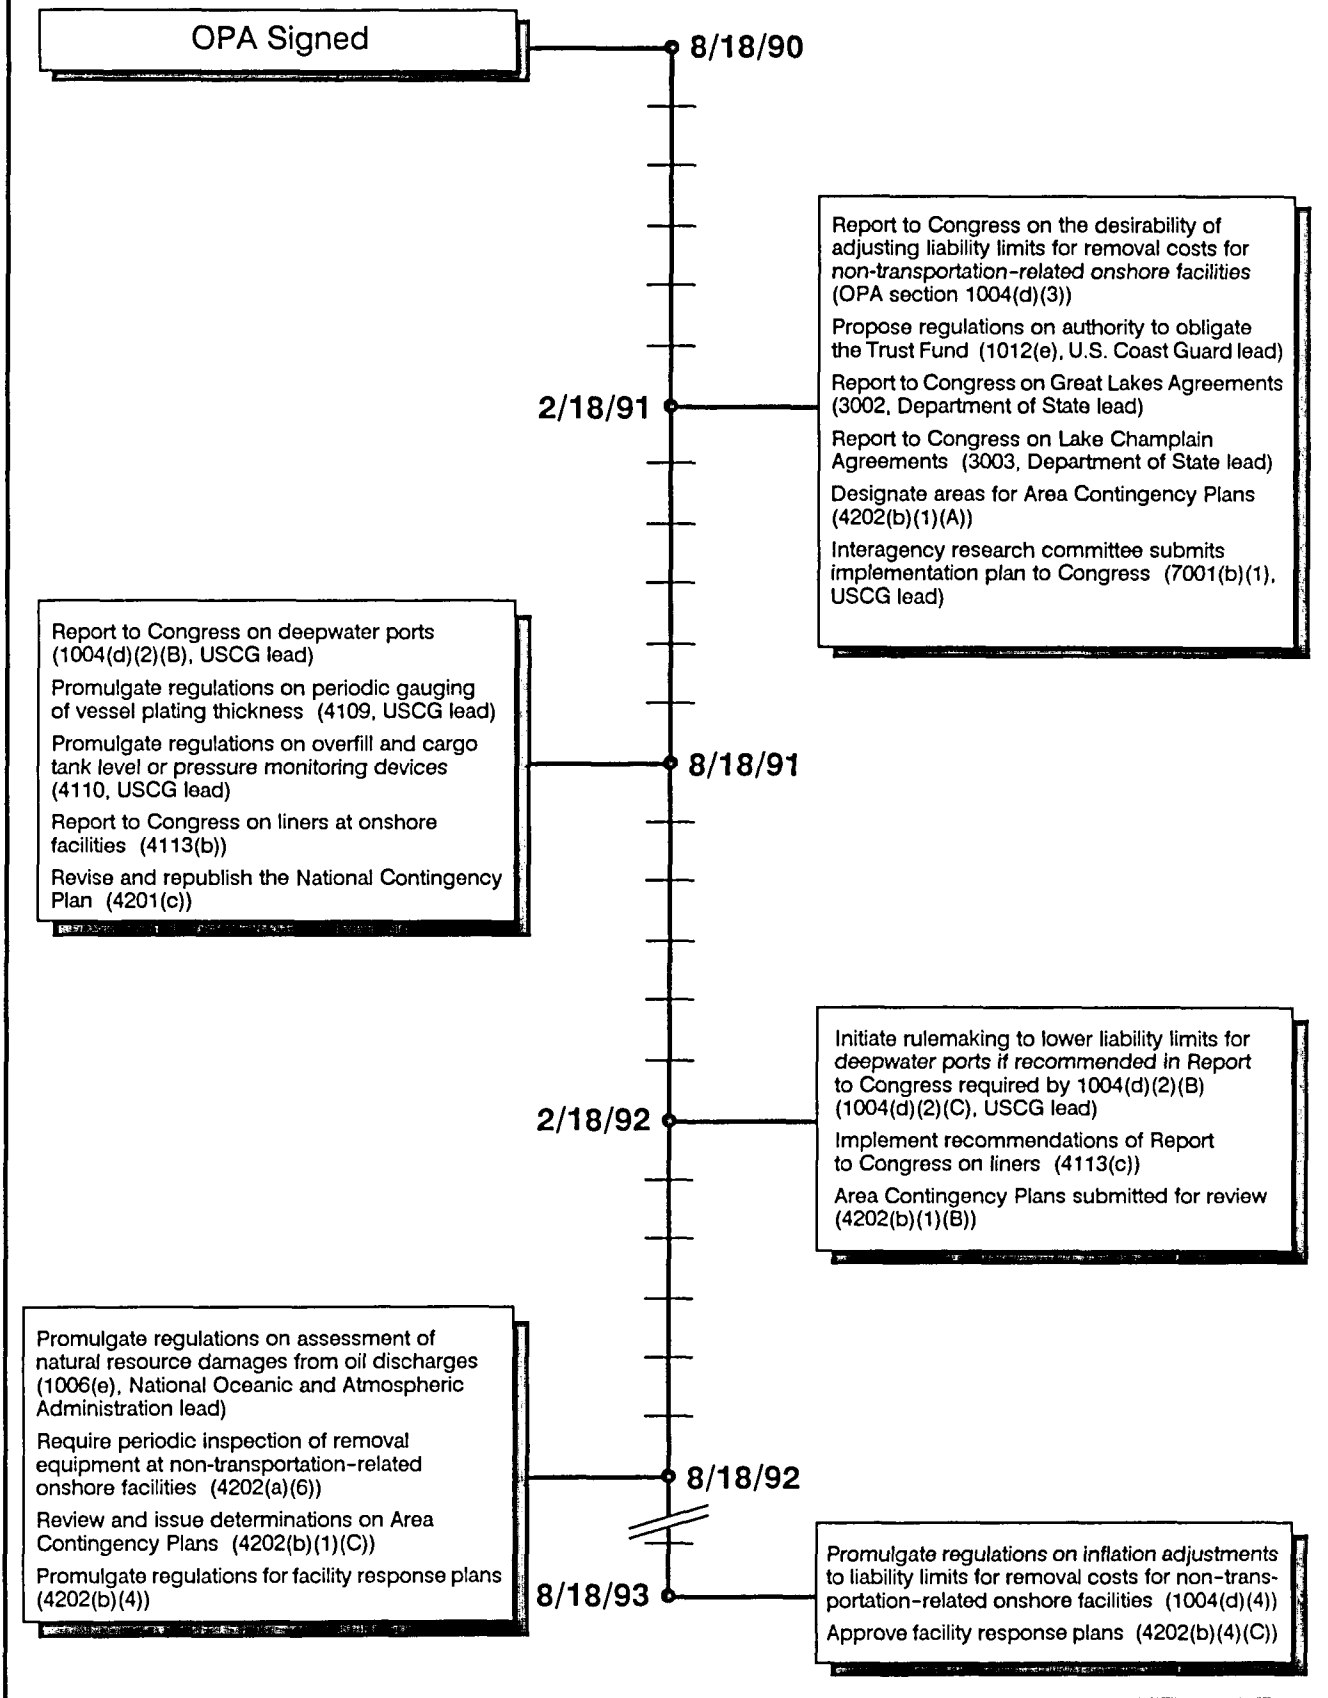 OPA Signed
8/18/90
Report to Congress on the desirability of
adjusting liability limits for removal costs for
non-transportation-related onshore facilities
(OPA section 1004(d)(3))
Propose regulations on authority to obligate
the Trust Fund (1012(e), U.S. Coast Guard lead)
Report to Congress on Great Lakes Agreements
(3002, Department of State lead)
Report to Congress on Lake Champlain
Agreements (3003, Department of State lead)
Designate areas for Area Contingency Plans
(4202(b)(1)(A))
Interagency research committee submits
implementation plan to Congress (7001(b)(1),
USCG lead)
2/18/91
Report to Congress on deepwater ports
(1004(d)(2)(B), USCG lead)
Promulgate regulations on periodic gauging
of vessel plating thickness (4109, USCG lead)
Promulgate regulations on overfill and cargo
tank level or pressure monitoring devices
(4110, USCG lead)
Report to Congress on liners at onshore
facilities (4113(b))
Revise and republish the National Contingency
Plan (4201(c))
8/18/91
Initiate rulemaking to lower liability limits for
deepwater ports if recommended in Report
to Congress required by 1004(d)(2)(B)
(1004(d)(2)(C), USCG lead)
Implement recommendations of Report
to Congress on liners (4113(c))
Area Contingency Plans submitted for review
(4202(b)(1)(B))
2/18/92
Promulgate regulations on assessment of
natural resource damages from oil discharges
(1006(e), National Oceanic and Atmospheric
Administration lead)
Require periodic inspection of removal
equipment at non-transportation-related
onshore facilities (4202(a)(6))
Review and issue determinations on Area
Contingency Plans (4202(b)(1)(C))
Promulgate regulations for facility response plans
(4202(b)(4))
8/18/92
8/18/93
Promulgate regulations on inflation adjustments
to liability limits for removal costs for non-trans-
portation-related onshore facilities (1004(d)(4))
Approve facility response plans (4202(b)(4)(C))